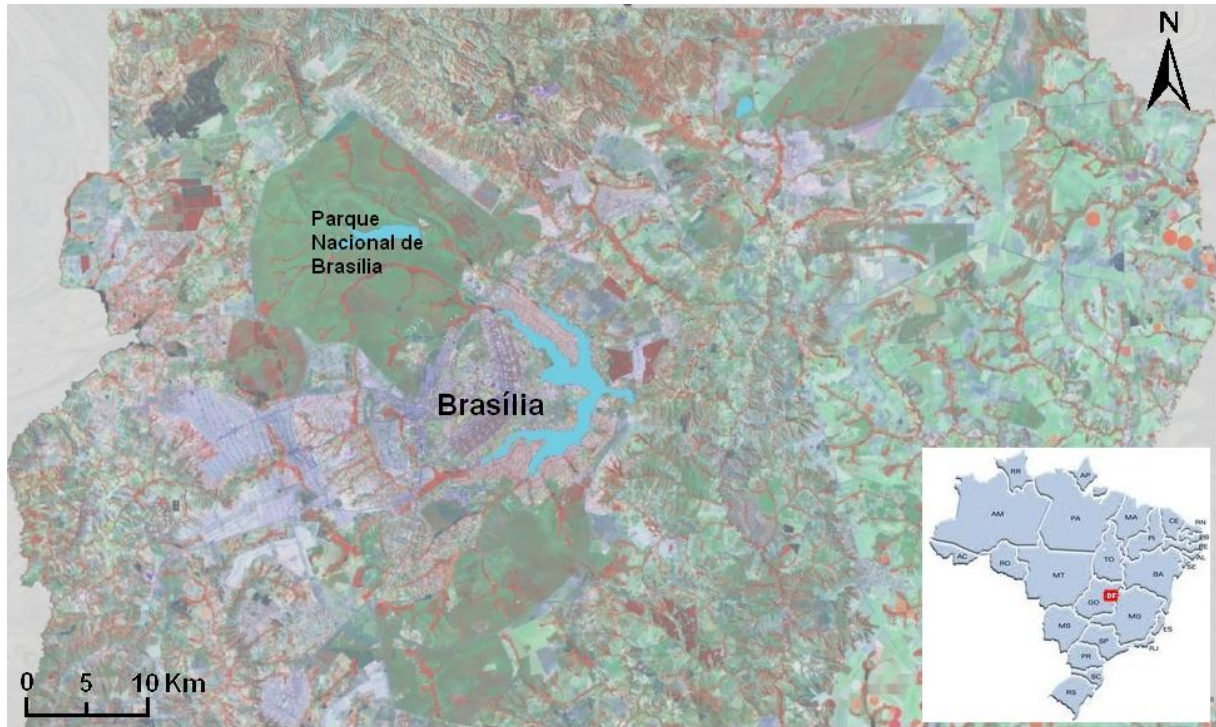 N
Parque
Nacional de
Brasília
Brasília
0 5 10 Km
RR
AP
AM
PA
MA
CE
RN
PB
PE
AL
SE
PI
AC
RO
TO
BA
MT
GO
DF
MG
MS
ES
SP
RJ
PR
SC
RS